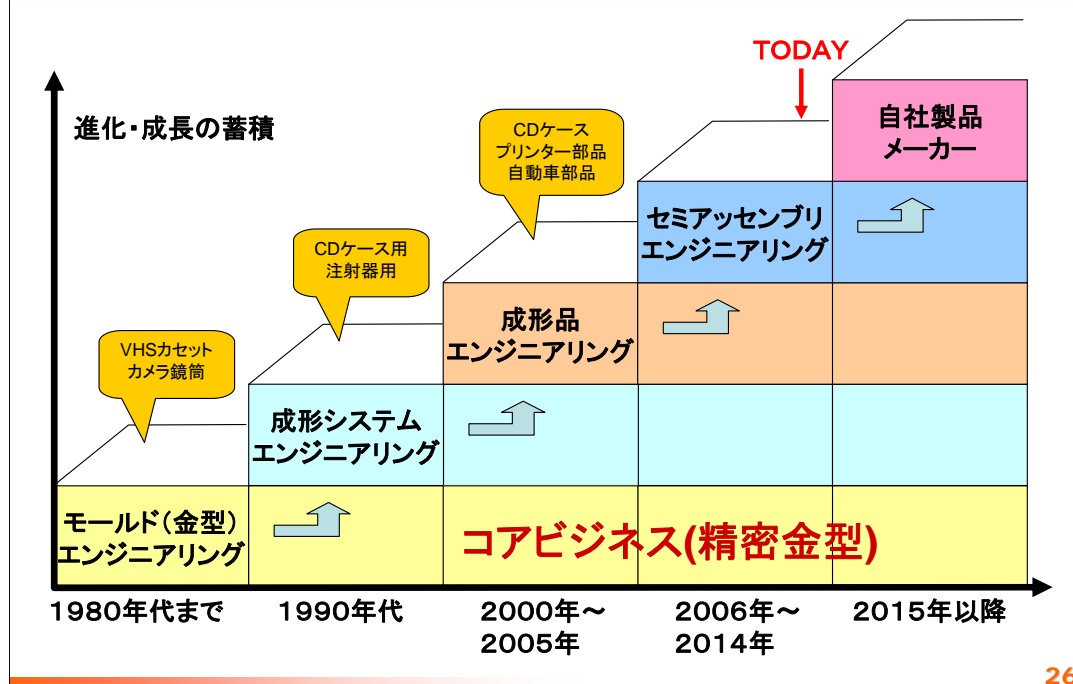 TODAY
進化・成長の蓄積
自社製品
メーカー
CDケース
プリンター部品
自動車部品
セミアッセンブリ
エンジニアリング
CDケース用
注射器用
成形品
エンジニアリング
VHSカセット
カメラ鏡筒
成形システム
エンジニアリング
モールド（金型）
エンジニアリング
コアビジネス(精密金型)
1980年代まで
1990年代
2000年～
2005年
2006年～
2014年
2015年以降
26